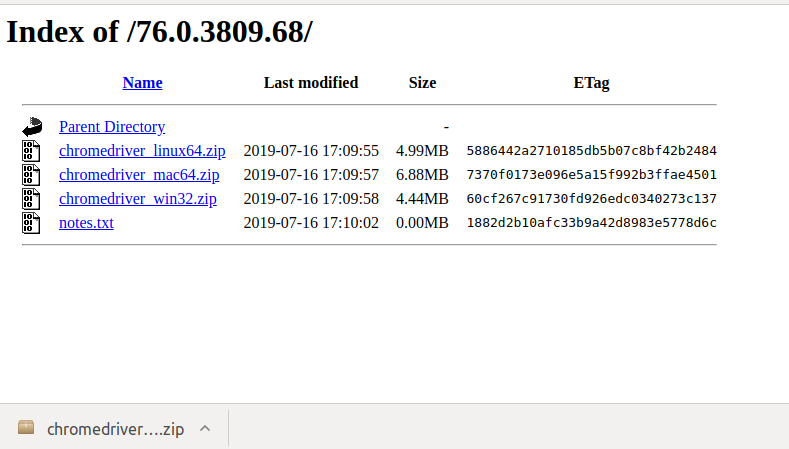 Index of /76.0.3809.68/
Name Last modified Size ETag
Parent Directory -
chromedriver_linux64.zip 2019-07-16 17:09:55 4.99MB 5886442a2710185db5b07c8bf42b2484
chromedriver_mac64.zip 2019-07-16 17:09:57 6.88MB 7370f0173e096e5a15f992b3ffae4501
chromedriver_win32.zip 2019-07-16 17:09:58 4.44MB 60cf267c91730fd926edc0340273c137
notes.txt 2019-07-16 17:10:02 0.00MB 1882d2b10afc33b9a42d8983e5778d6c
chromedriver….zip